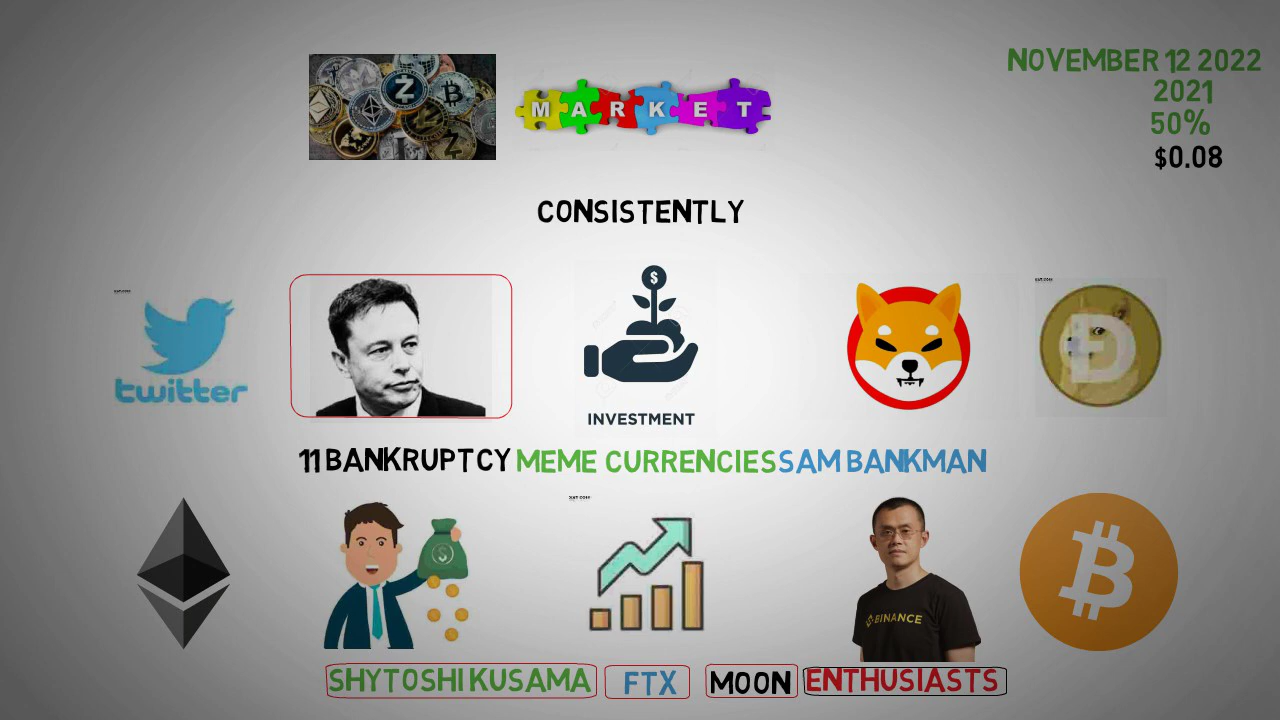 NOVEMBER 12 2022
2021
50%
$0.08
MARKET
CONSISTENTLY
twitter
$
INVESTMENT
11 BANKRUPTCY MEME CURRENCIES SAM BANKMAN
$
BINANCE
SHYTOSHI KUSAMA FTX MOON ENTHUSIASTS